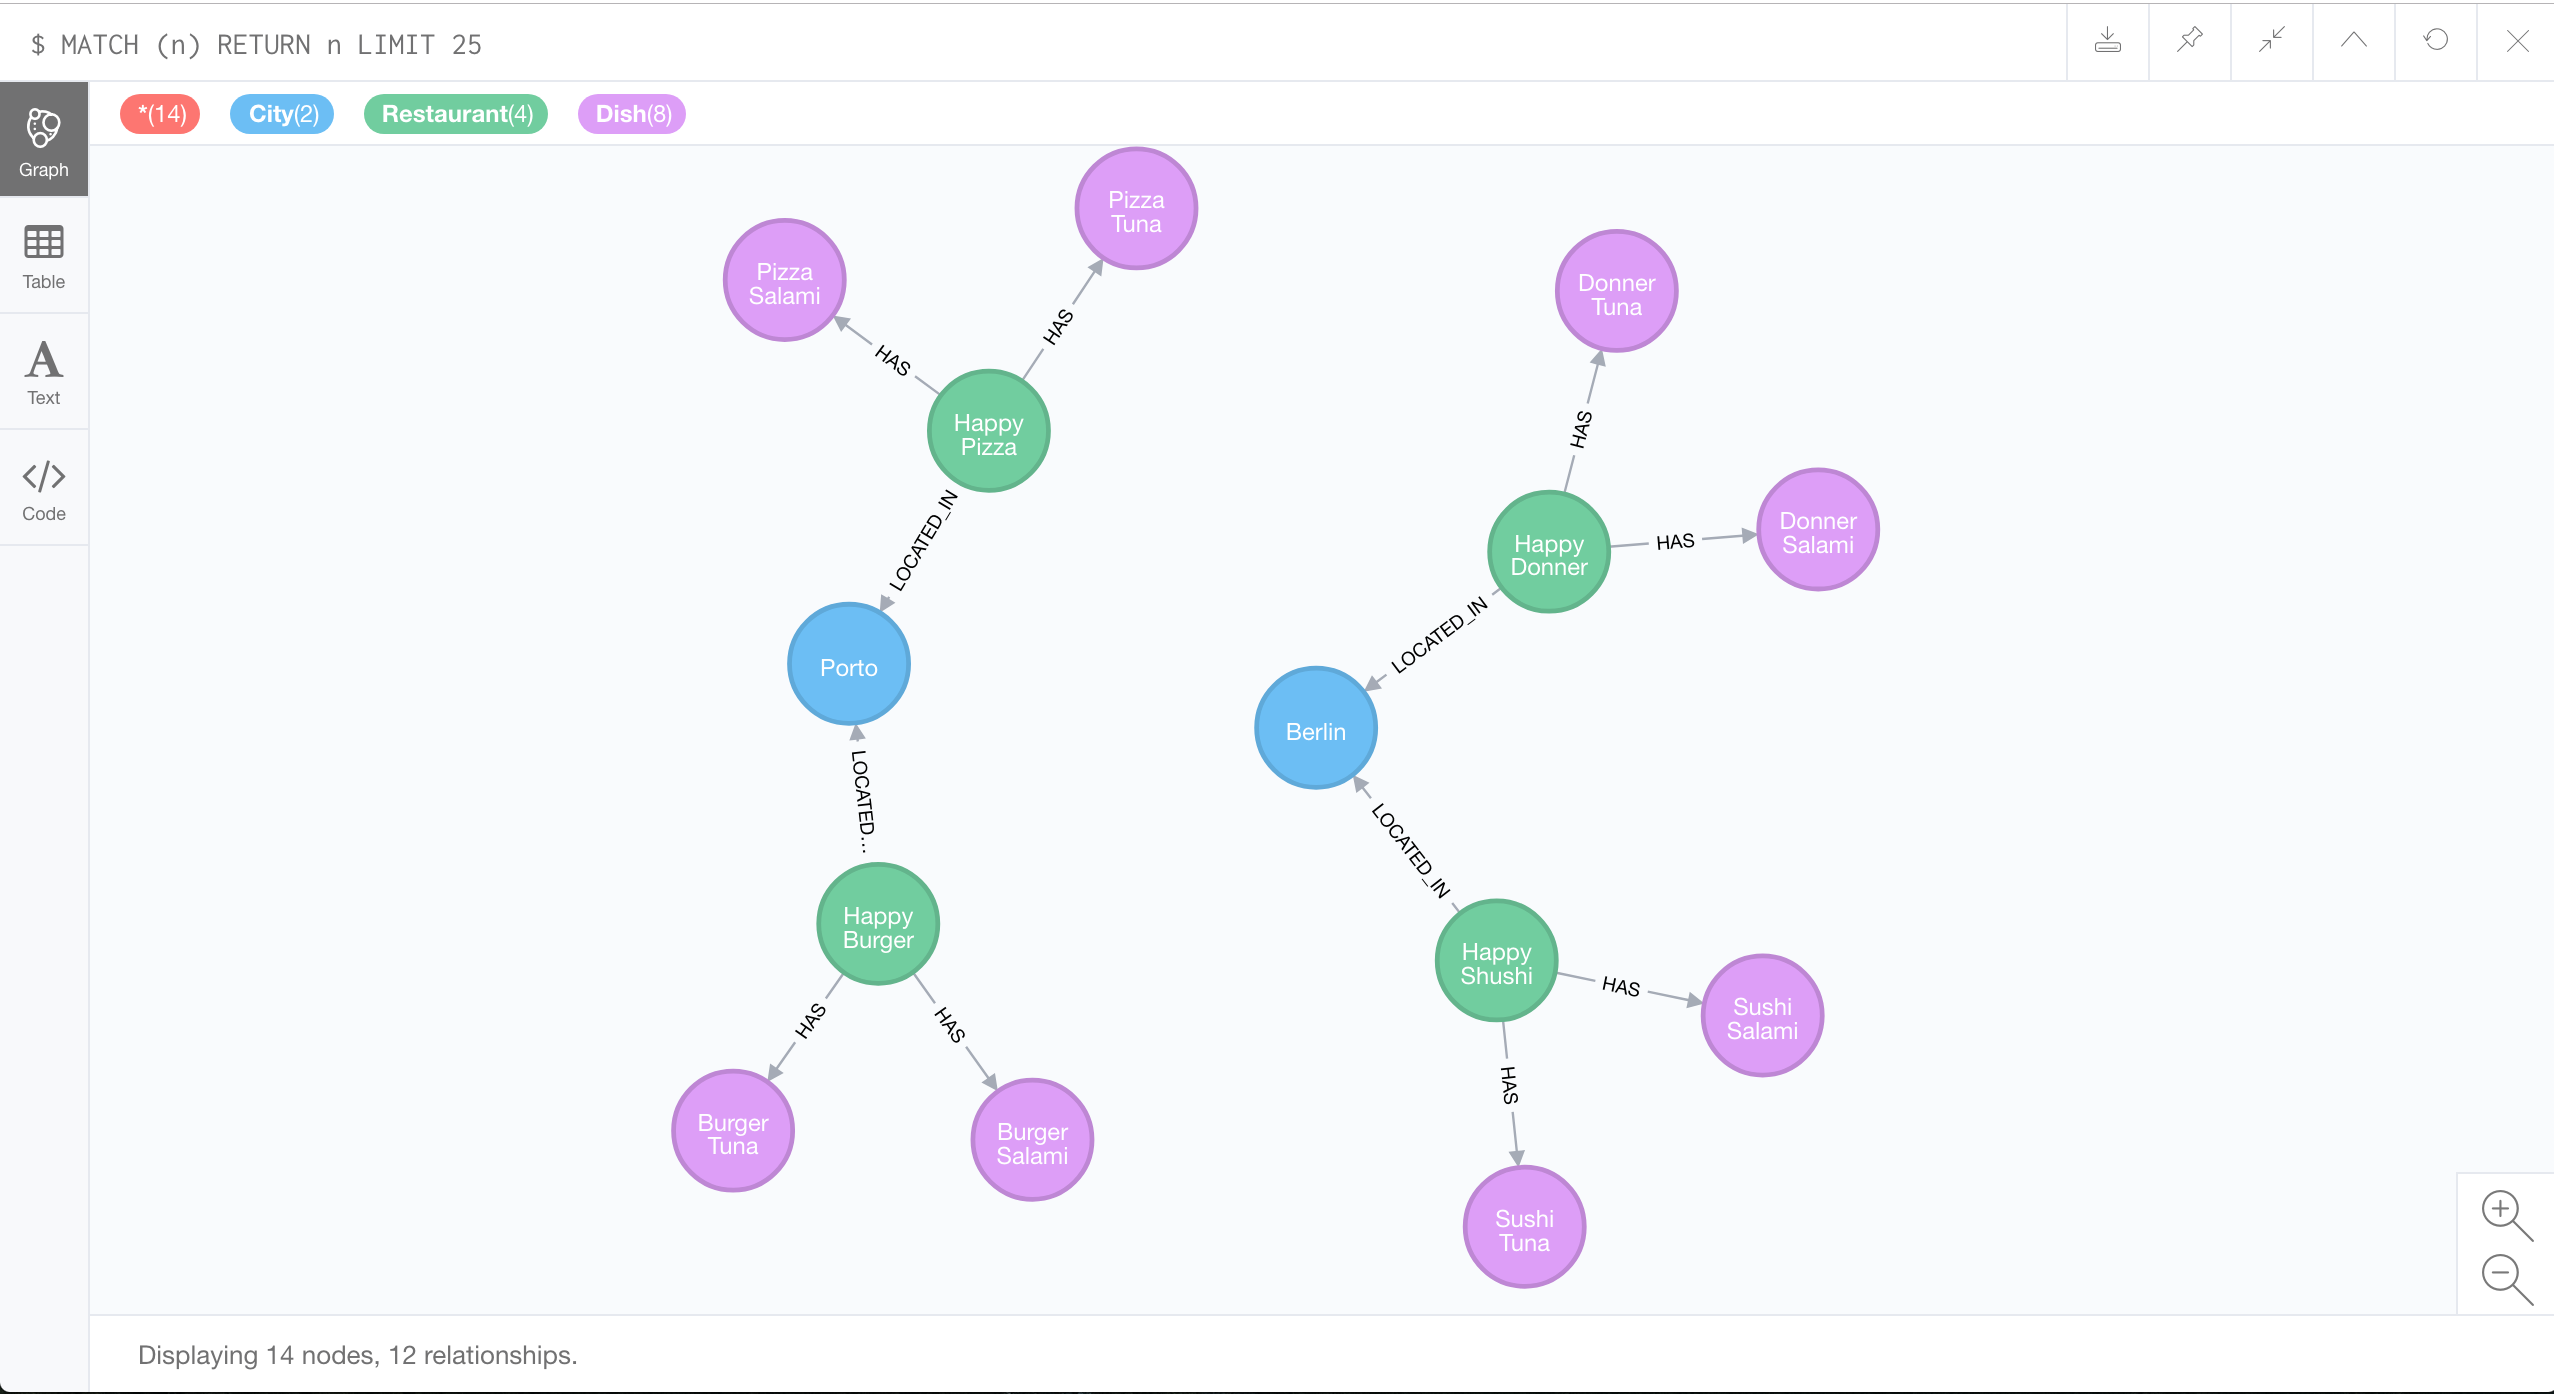 $ MATCH (n) RETURN n LIMIT 25
*(14) City(2) Restaurant(4) Dish(8)
Graph
Table
Text
Code
Pizza
Tuna
Pizza
Salami
HAS
HAS
Happy
Pizza
LOCATED_IN
Porto
LOCATED...
Happy
Burger
HAS
HAS
Burger
Tuna
Burger
Salami
Donner
Tuna
HAS
Donner
Salami
HAS
Happy
Donner
LOCATED_IN
Berlin
LOCATED_IN
Happy
Shushi
HAS
Sushi
Salami
HAS
Sushi
Tuna
Displaying 14 nodes, 12 relationships.